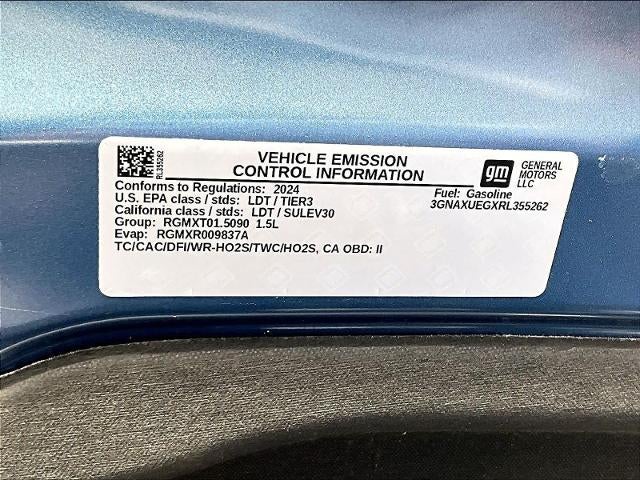 RL355262
VEHICLE EMISSION
CONTROL INFORMATION
gm
GENERAL
MOTORS
LLC
Conforms to Regulations: 2024
Fuel: Gasoline
U.S. EPA class / stds: LDT / TIER3
3GNAXUEGXRL355262
California class / stds: LDT / SULEV30
Group: RGMXT01.5090 1.5L
Evap: RGMXR009837A
TC/CAC/DFI/WR-HO2S/TWC/HO2S, CA OBD: II